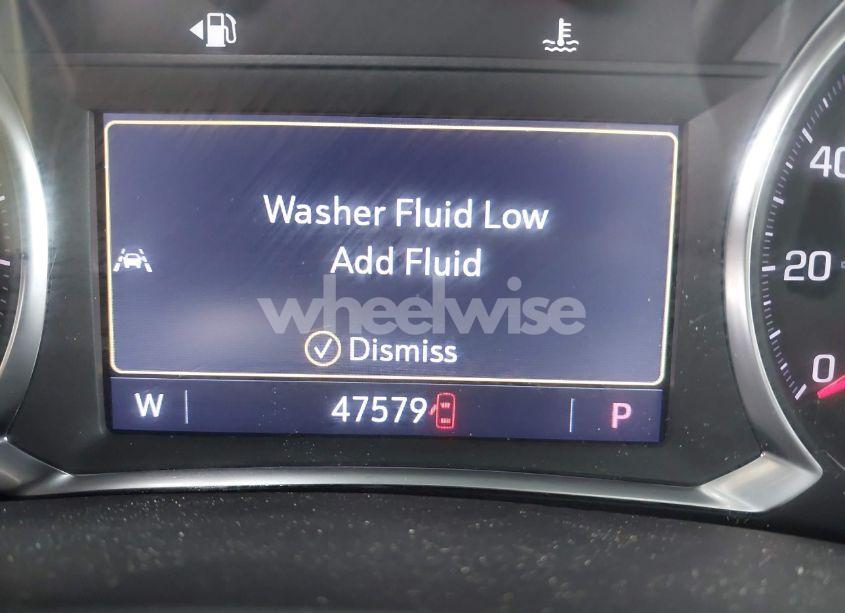 Washer Fluid Low
Add Fluid
wheelwise
Dismiss
W 47579 P
40
20
0